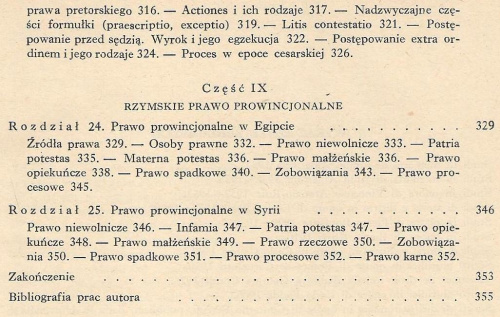 prawa pretorskiego 316. — Actiones i ich rodzaje 317. — Nadzwyczajne czę-
ści formułki (praescriptio, exceptio) 319. — Litis contestatio 321. — Postę-
powanie przed sędzią. Wyrok i jego egzekucja 322. — Postępowanie extra or-
dinem i jego rodzaje 324. — Proces w epoce cesarskiej 326.
Część IX
RZYMSKIE PRAWO PROWINCJONALNE
Rozdział 24. Prawo prowincjonalne w Egipcie . . . . . . . . . . . 329
Źródła prawa 329. — Osoby prawne 332. — Prawo niewolnicze 333. — Patria
potestas 335. — Materna potestas 336. — Prawo małżeńskie 336. — Prawo
opiekuńcze 338. — Prawo spadkowe 340. — Zobowiązania 343. — Prawo pro-
cesowe 345.
Rozdział 25. Prawo prowincjonalne w Syrii . . . . . . . . . . . . 346
Prawo niewolnicze 346. — Infamia 347. — Patria potestas 347. — Prawo opie-
kuńcze 348. — Prawo małżeńskie 349. — Prawo rzeczowe 350. — Zobowiąza-
nia 350. — Prawo spadkowe 351. — Prawo procesowe 352. — Prawo karne 352.
Zakończenie . . . . . . . . . . . . . . . . . . . . 353
Bibliografia prac autora . . . . . . . . . . . . . . . . . 355